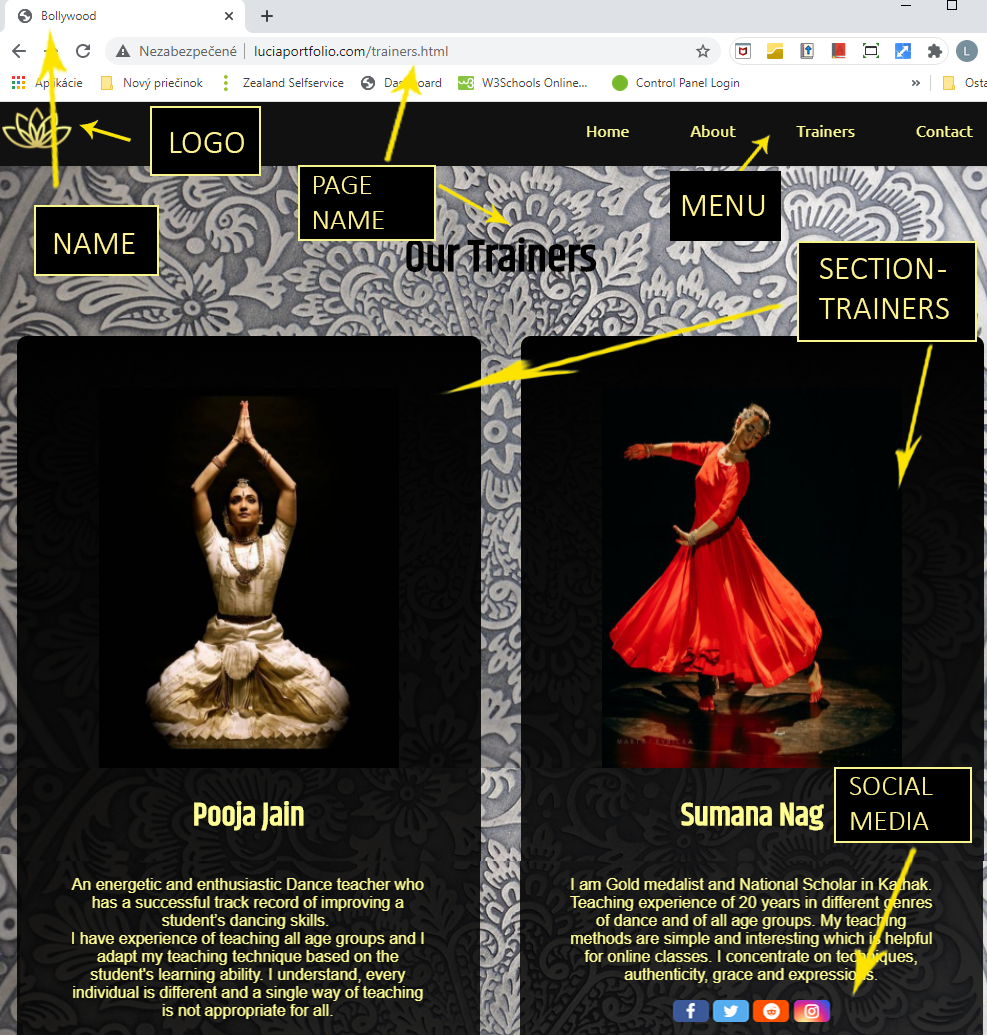 Bollywood
Nezabezpečené
luciaportfolio.com/trainers.html
L
Aplikácie
Nový priečinok
Zealand Selfservice
W3Schools Online...
Control Panel Login
»
Osta
LOGO
Home
About
Trainers
Contact
PAGE
NAME
MENU
NAME
Our Trainers
SECTION-
TRAINERS
Pooja Jain
Sumana Nag
SOCIAL
MEDIA
An energetic and enthusiastic Dance teacher who
has a successful track record of improving a
student's dancing skills.
I have experience of teaching all age groups and I
adapt my teaching technique based on the
student's learning ability. I understand, every
individual is different and a single way of teaching
is not appropriate for all.
I am Gold medalist and National Scholar in Kathak.
Teaching experience of 20 years in different genres
of dance and of all age groups. My teaching
methods are simple and interesting which is helpful
for online classes. I concentrate on techniques,
authenticity, grace and expressions.